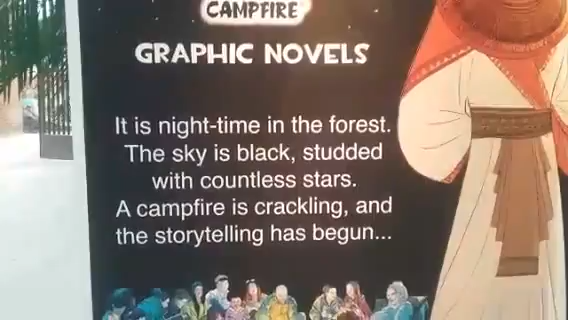 CAMPFIRE
GRAPHIC NOVELS
It is night-time in the forest.
The sky is black, studded
with countless stars.
A campfire is crackling, and
the storytelling has begun...